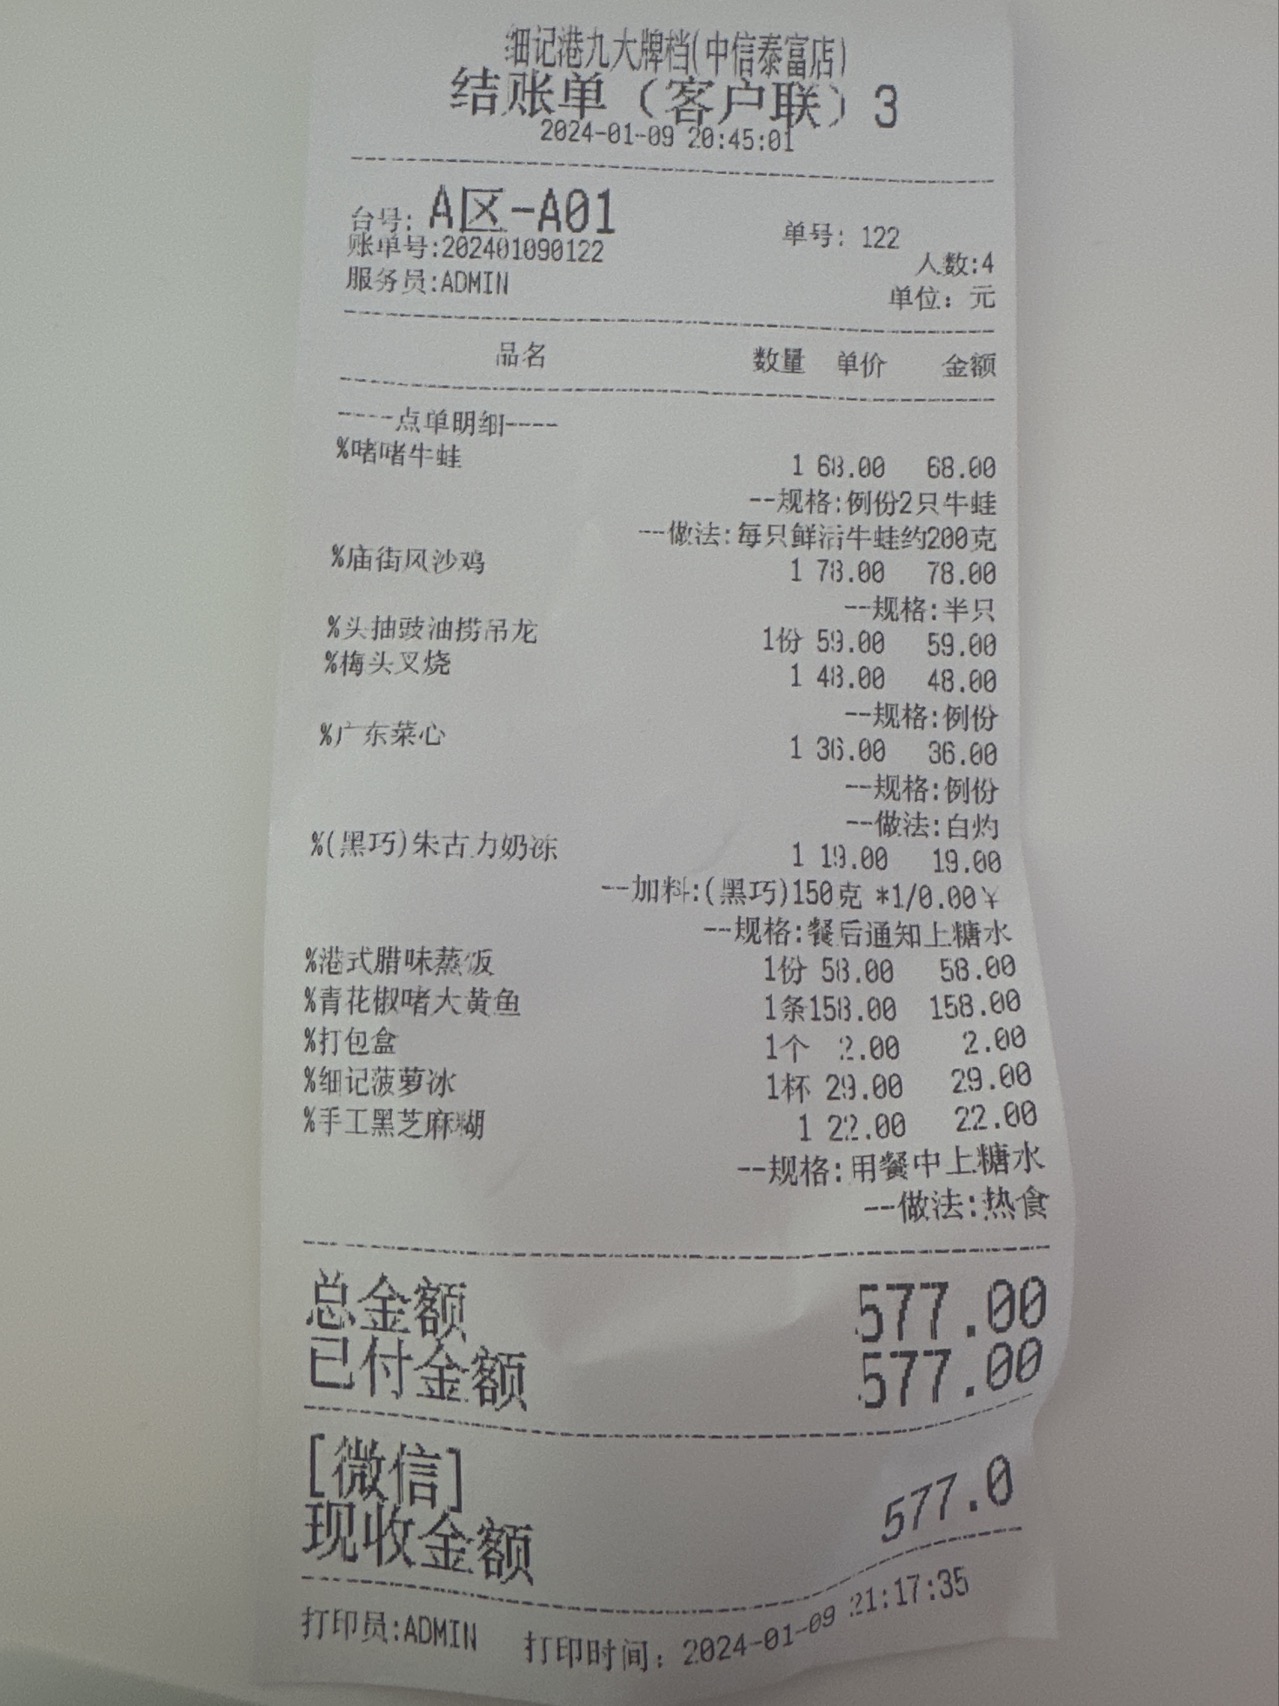 细记港九大牌档(中信泰富店)
结账单（客户联）3
2024-01-09 20:45:01
台号: A区-A01 单号: 122
账单号:202401090122 人数:4
服务员:ADMIN 单位: 元
品名 数量 单价 金额
-----点单明细-----
%啫啫牛蛙 1 68.00 68.00
--规格:例份2只牛蛙
--做法:每只鲜活牛蛙约200克
%庙街风沙鸡 1 78.00 78.00
--规格:半只
%头抽豉油捞吊龙 1份 59.00 59.00
%梅头叉烧 1 48.00 48.00
--规格:例份
%广东菜心 1 36.00 36.00
--规格:例份
--做法:白灼
%(黑巧)朱古力奶冻 1 19.00 19.00
--加料:(黑巧)150克 *1/0.00¥
--规格:餐后通知上糖水
%港式腊味蒸饭 1份 58.00 58.00
%青花椒啫大黄鱼 1条158.00 158.00
%打包盒 1个 2.00 2.00
%细记菠萝冰 1杯 29.00 29.00
%手工黑芝麻糊 1 22.00 22.00
--规格:用餐中上糖水
--做法:热食
总金额 577.00
已付金额 577.00
[微信]
现收金额 577.0
打印员:ADMIN 打印时间: 2024-01-09 21:17:35